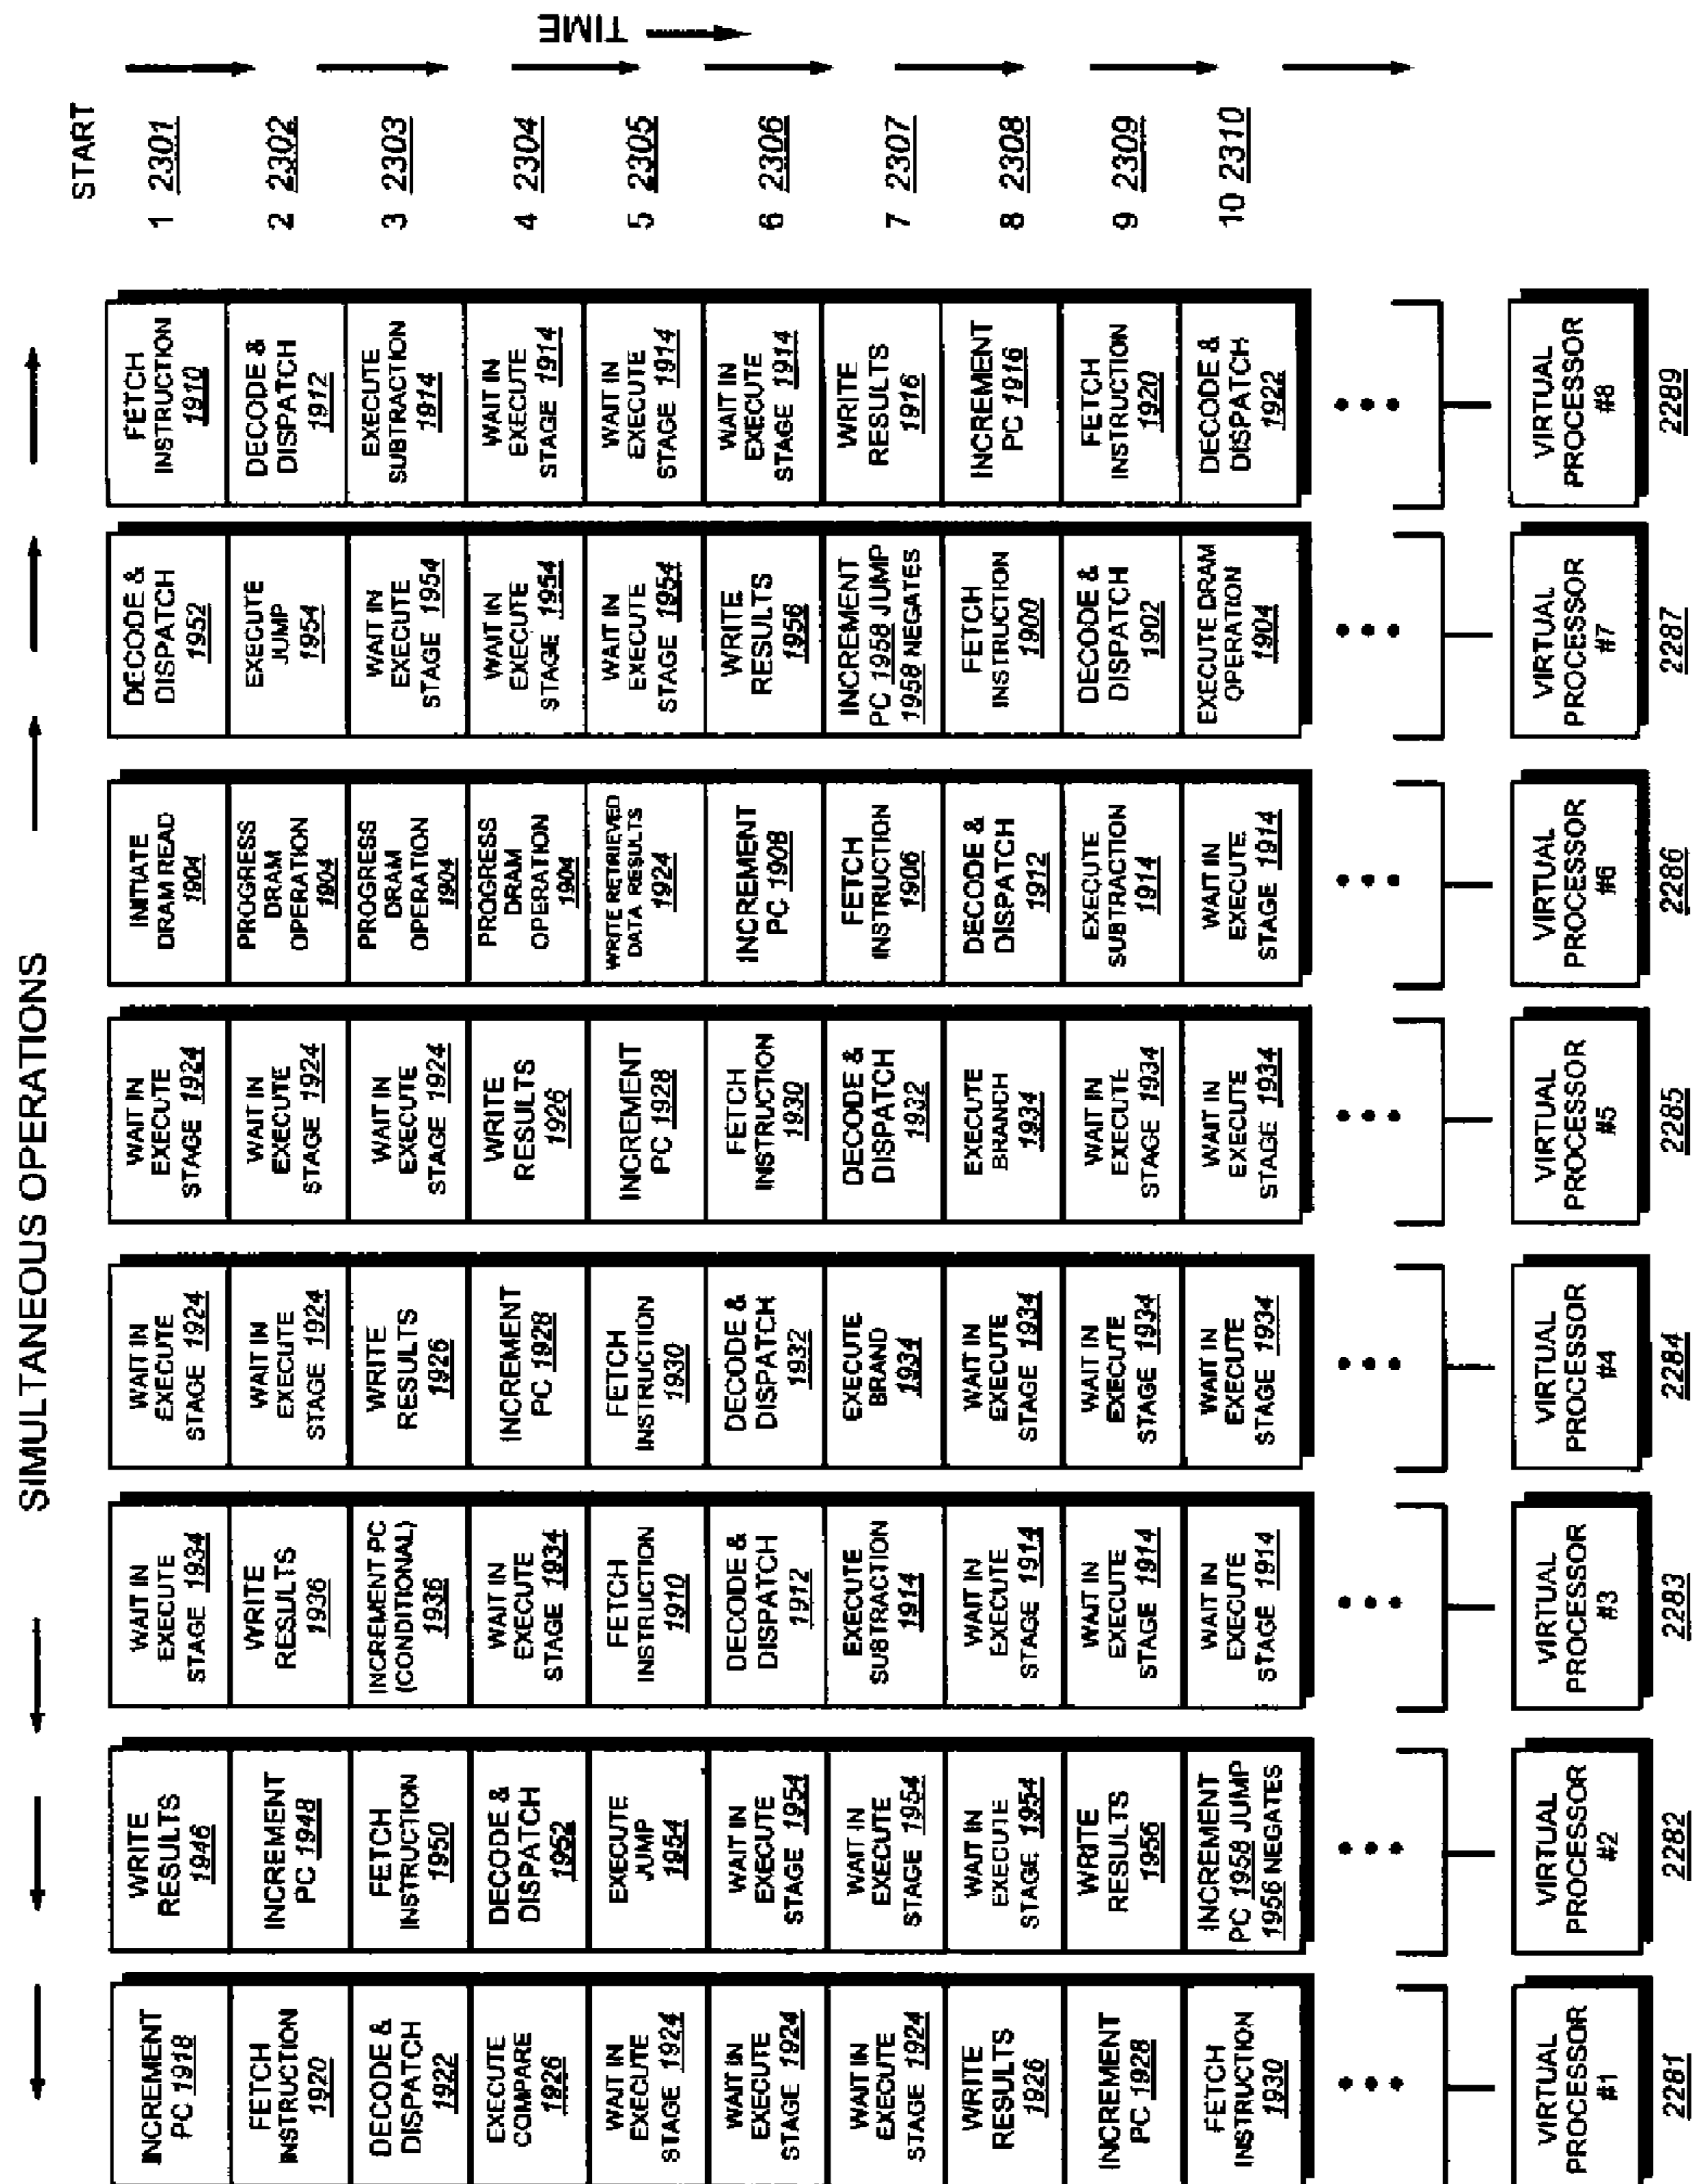 SIMULTANEOUS OPERATIONS
INCREMENT
PC 1918
FETCH
INSTRUCTION
1920
DECODE &
DISPATCH
1922
EXECUTE
COMPARE
1926
WAIT IN
EXECUTE
STAGE 1924
WAIT IN
EXECUTE
STAGE 1924
WAIT IN
EXECUTE
STAGE 1924
WRITE
RESULTS
1926
INCREMENT
PC 1928
FETCH
INSTRUCTION
1930
VIRTUAL
PROCESSOR
#1
2281
WRITE
RESULTS
1946
INCREMENT
PC 1948
FETCH
INSTRUCTION
1950
DECODE &
DISPATCH
1952
EXECUTE
JUMP
1954
WAIT IN
EXECUTE
STAGE 1954
WAIT IN
EXECUTE
STAGE 1954
WAIT IN
EXECUTE
STAGE 1954
WRITE
RESULTS
1956
INCREMENT
PC 1958 JUMP
1956 NEGATES
VIRTUAL
PROCESSOR
#2
2282
WAIT IN
EXECUTE
STAGE 1934
WRITE
RESULTS
1936
INCREMENT PC
(CONDITIONAL)
1936
WAIT IN
EXECUTE
STAGE 1934
FETCH
INSTRUCTION
1910
DECODE &
DISPATCH
1912
EXECUTE
SUBTRACTION
1914
WAIT IN
EXECUTE
STAGE 1914
WAIT IN
EXECUTE
STAGE 1914
WAIT IN
EXECUTE
STAGE 1914
VIRTUAL
PROCESSOR
#3
2283
WAIT IN
EXECUTE
STAGE 1924
WAIT IN
EXECUTE
STAGE 1924
WRITE
RESULTS
1926
INCREMENT
PC 1928
FETCH
INSTRUCTION
1930
DECODE &
DISPATCH
1932
EXECUTE
BRAND
1934
WAIT IN
EXECUTE
STAGE 1934
WAIT IN
EXECUTE
STAGE 1934
WAIT IN
EXECUTE
STAGE 1934
VIRTUAL
PROCESSOR
#4
2284
WAIT IN
EXECUTE
STAGE 1924
WAIT IN
EXECUTE
STAGE 1924
WAIT IN
EXECUTE
STAGE 1924
WRITE
RESULTS
1926
INCREMENT
PC 1928
FETCH
INSTRUCTION
1930
DECODE &
DISPATCH
1932
EXECUTE
BRANCH
1934
WAIT IN
EXECUTE
STAGE 1934
WAIT IN
EXECUTE
STAGE 1934
VIRTUAL
PROCESSOR
#5
2285
INITIATE
DRAM READ
1904
PROGRESS
DRAM
OPERATION
1904
PROGRESS
DRAM
OPERATION
1904
PROGRESS
DRAM
OPERATION
1904
WRITE RETRIEVED
DATA RESULTS
1924
INCREMENT
PC 1908
FETCH
INSTRUCTION
1906
DECODE &
DISPATCH
1912
EXECUTE
SUBTRACTION
1914
WAIT IN
EXECUTE
STAGE 1914
VIRTUAL
PROCESSOR
#6
2286
DECODE &
DISPATCH
1952
EXECUTE
JUMP
1954
WAIT IN
EXECUTE
STAGE 1954
WAIT IN
EXECUTE
STAGE 1954
WAIT IN
EXECUTE
STAGE 1954
WRITE
RESULTS
1956
INCREMENT
PC 1958 JUMP
1958 NEGATES
FETCH
INSTRUCTION
1900
DECODE &
DISPATCH
1902
EXECUTE DRAM
OPERATION
1904
VIRTUAL
PROCESSOR
#7
2287
FETCH
INSTRUCTION
1910
DECODE &
DISPATCH
1912
EXECUTE
SUBTRACTION
1914
WAIT IN
EXECUTE
STAGE 1914
WAIT IN
EXECUTE
STAGE 1914
WAIT IN
EXECUTE
STAGE 1914
WRITE
RESULTS
1916
INCREMENT
PC 1916
FETCH
INSTRUCTION
1920
DECODE &
DISPATCH
1922
VIRTUAL
PROCESSOR
#8
2289
START
1 2301
2 2302
3 2303
4 2304
5 2305
6 2306
7 2307
8 2308
9 2309
10 2310
TIME